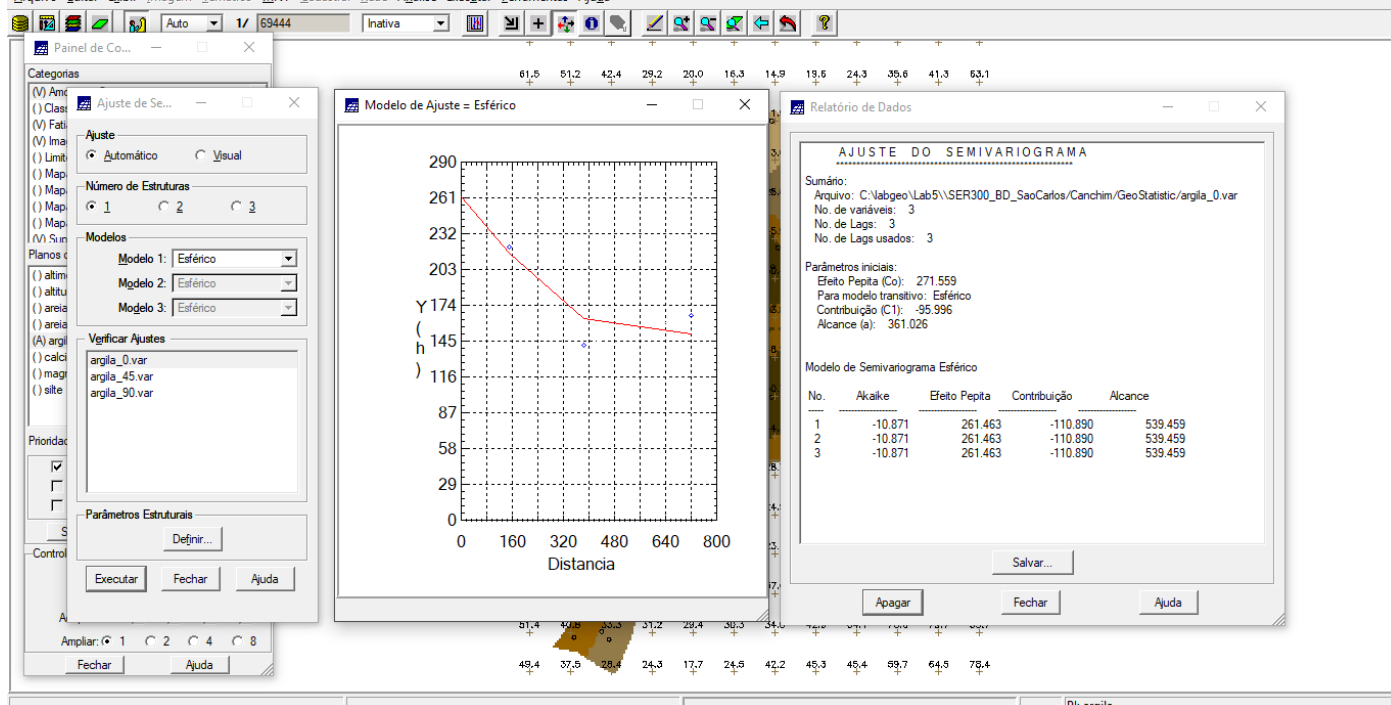 Auto
1/ 69444
Inativa
Painel de Co...
Categorias
(V) Amo
() Class
(V) Fati
(V) Ima
() Limit
() Map
() Map
() Map
() Map
(V) Sup
Planos
() altim
() altitu
() areia
() areia
(A) argi
() calci
() magn
() silte
Prioridad
Control
Ampliar: 1 2 4 8
Fechar Ajuda
Ajuste de Se...
Ajuste
Automático Visual
Número de Estruturas
1 2 3
Modelos
Modelo 1: Esférico
Modelo 2: Esférico
Modelo 3: Esférico
Verificar Ajustes
argila_0.var
argila_45.var
argila_90.var
Parâmetros Estruturais
Definir...
Executar Fechar Ajuda
61.5 51.2 42.4 29.2 20.0 16.3 14.9 19.6 24.3 35.6 41.3 53.1
Modelo de Ajuste = Esférico
290
261
232
203
174
145
116
87
58
29
0
Y(h)
0 160 320 480 640 800
Distancia
Relatório de Dados
AJUSTE DO SEMIVARIOGRAMA
Sumário:
Arquivo: C:\labgeo\Lab5\\SER300_BD_SaoCarlos/Canchim/GeoStatistic/argila_0.var
No. de variáveis: 3
No. de Lags: 3
No. de Lags usados: 3
Parâmetros iniciais:
Efeito Pepita (Co): 271.559
Para modelo transitivo: Esférico
Contribuição (C1): -95.996
Alcance (a): 361.026
Modelo de Semivariograma Esférico
No. Akaike Efeito Pepita Contribuição Alcance
1 -10.871 261.463 -110.890 539.459
2 -10.871 261.463 -110.890 539.459
3 -10.871 261.463 -110.890 539.459
Salvar...
Apagar Fechar Ajuda
49.4 37.5 28.4 24.3 17.7 24.6 42.2 45.3 45.4 59.7 64.5 78.4